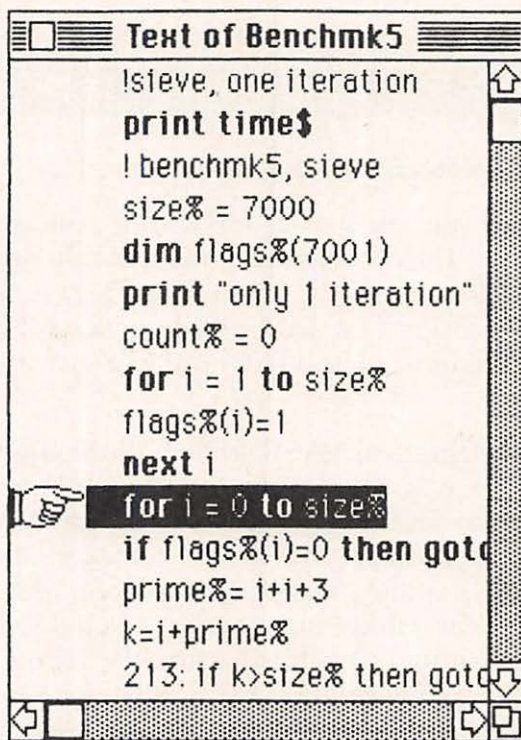 Text of Benchmk5
!sieve, one iteration
print time$
! benchmk5, sieve
size% = 7000
dim flags%(7001)
print "only 1 iteration"
count% = 0
for i = 1 to size%
flags%(i)=1
next i
for i = 0 to size%
if flags%(i)=0 then goto
prime%= i+i+3
k=i+prime%
213: if k>size% then goto